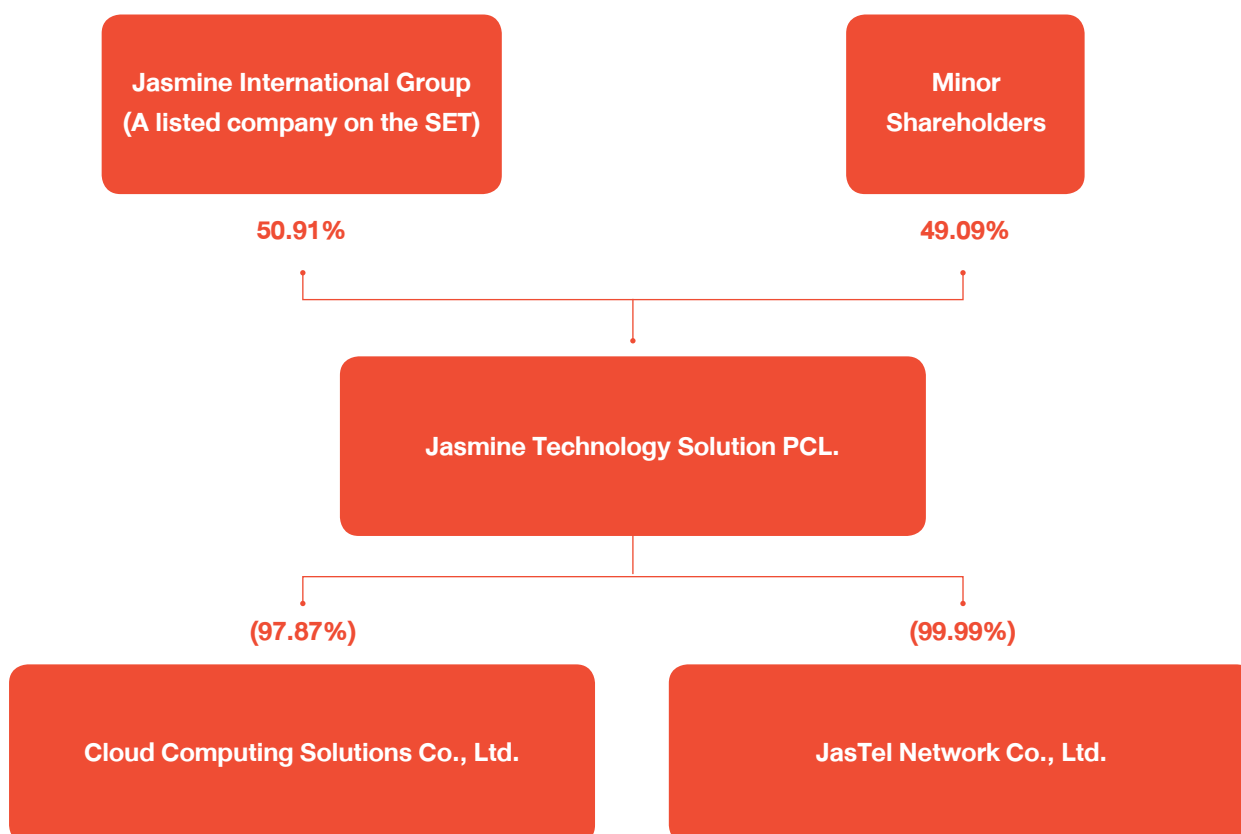 Jasmine International Group
(A listed company on the SET)
Minor
Shareholders
50.91%
49.09%
Jasmine Technology Solution PCL.
(97.87%)
(99.99%)
Cloud Computing Solutions Co., Ltd.
JasTel Network Co., Ltd.